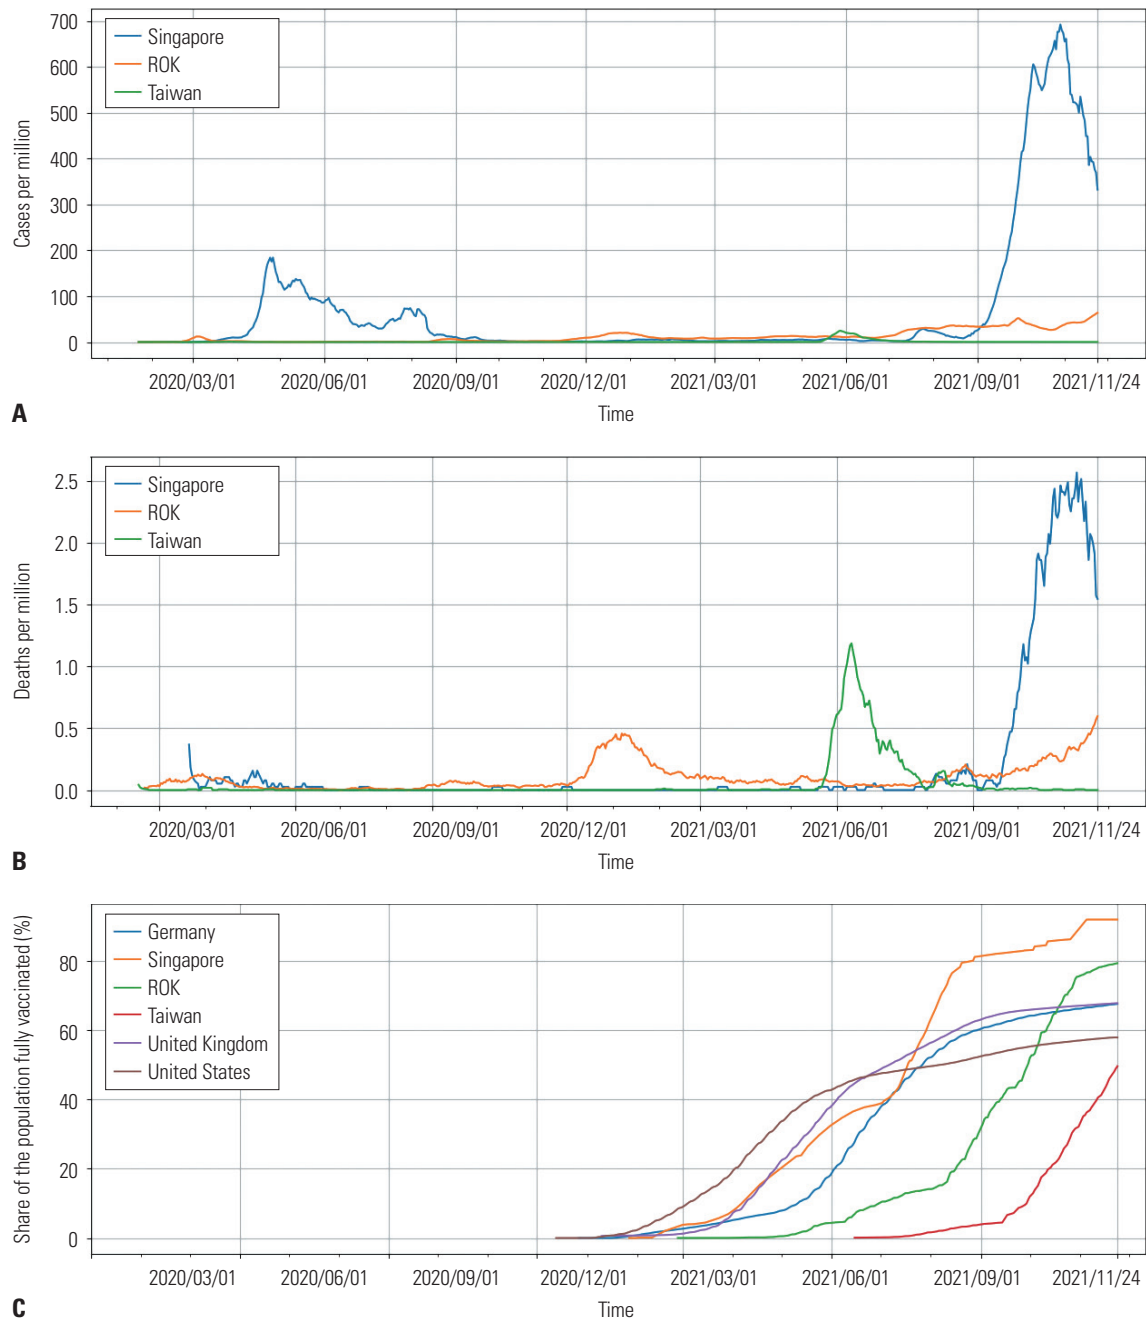 700
600
500
400
300
200
100
0
Cases per million
Singapore
ROK
Taiwan
2020/03/01 2020/06/01 2020/09/01 2020/12/01 2021/03/01 2021/06/01 2021/09/01 2021/11/24
Time
A
2.5
2.0
1.5
1.0
0.5
0.0
Deaths per million
Singapore
ROK
Taiwan
2020/03/01 2020/06/01 2020/09/01 2020/12/01 2021/03/01 2021/06/01 2021/09/01 2021/11/24
Time
B
80
60
40
20
0
Share of the population fully vaccinated (%)
Germany
Singapore
ROK
Taiwan
United Kingdom
United States
2020/03/01 2020/06/01 2020/09/01 2020/12/01 2021/03/01 2021/06/01 2021/09/01 2021/11/24
Time
C